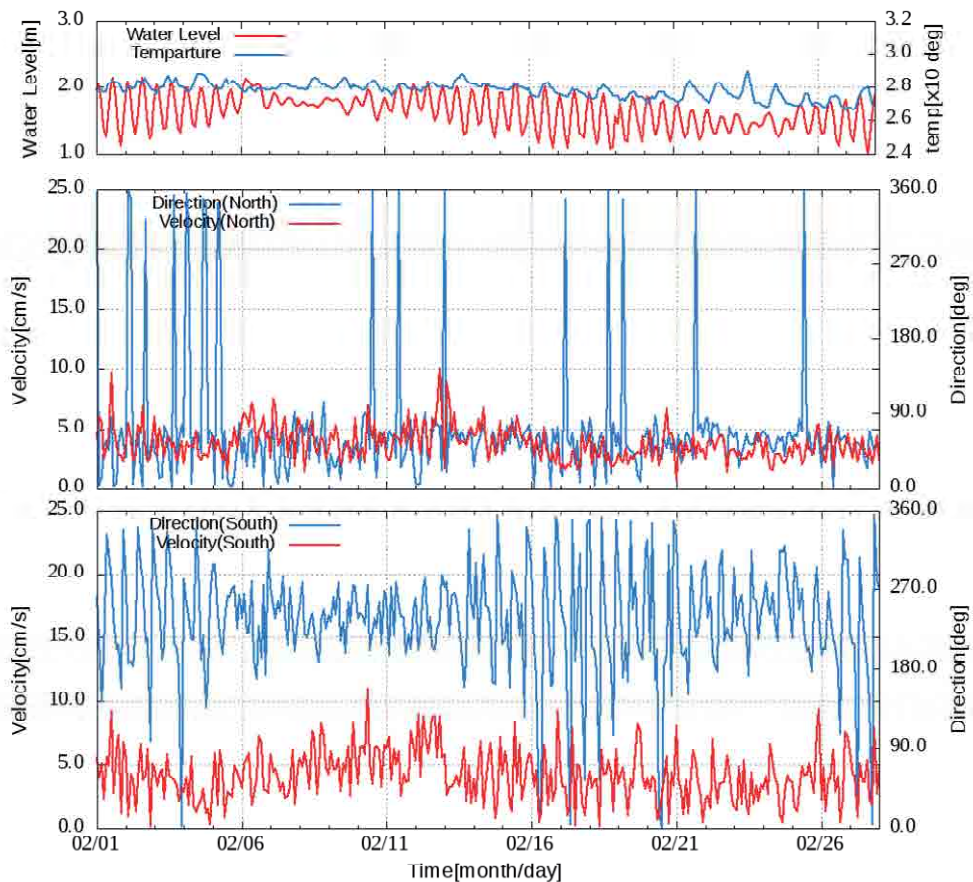 3.0
3.2
Water Level
Temparture
Water Level[m]
temp[x10 deg]
3.0
2.0
2.8
2.6
1.0
2.4
25.0
360.0
Direction(North)
Velocity(North)
20.0
270.0
Velocity[cm/s]
Direction[deg]
15.0
180.0
10.0
90.0
5.0
0.0
0.0
25.0
360.0
Direction(South)
Velocity(South)
20.0
270.0
Velocity[cm/s]
Direction[deg]
15.0
180.0
10.0
90.0
5.0
0.0
0.0
02/01 02/06 02/11 02/16 02/21 02/26
Time[month/day]